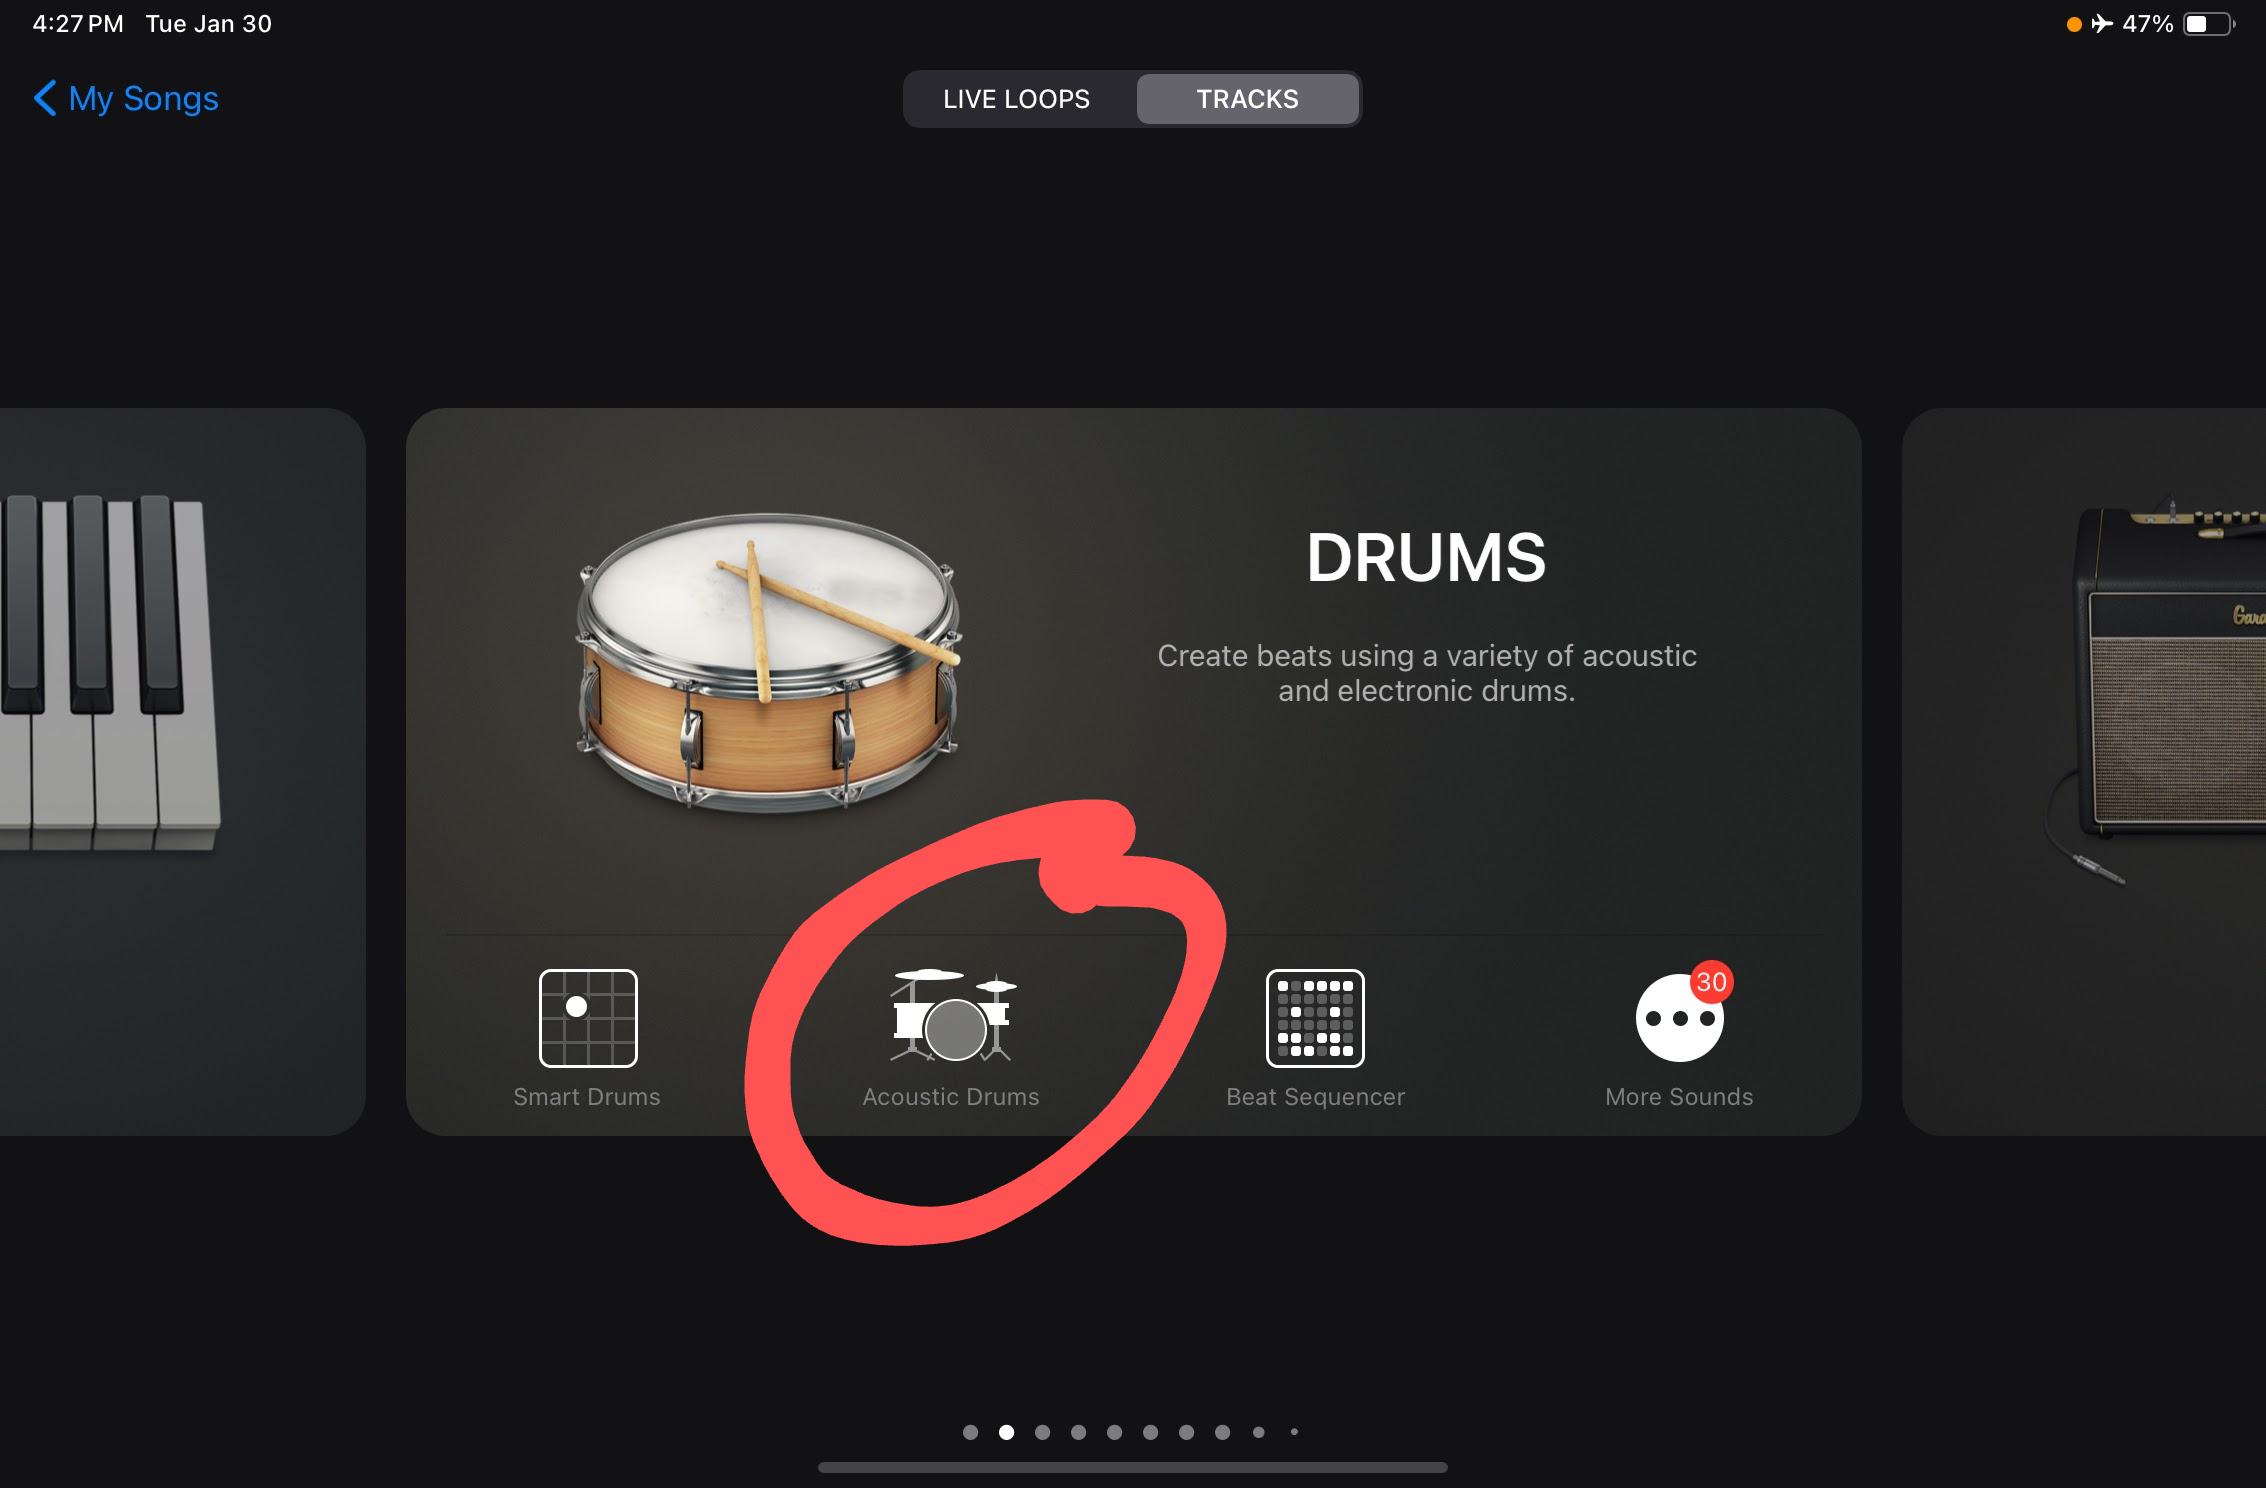 4:27 PM Tue Jan 30
47%
My Songs
LIVE LOOPS
TRACKS
DRUMS
Create beats using a variety of acoustic
and electronic drums.
30
Smart Drums
Acoustic Drums
Beat Sequencer
More Sounds